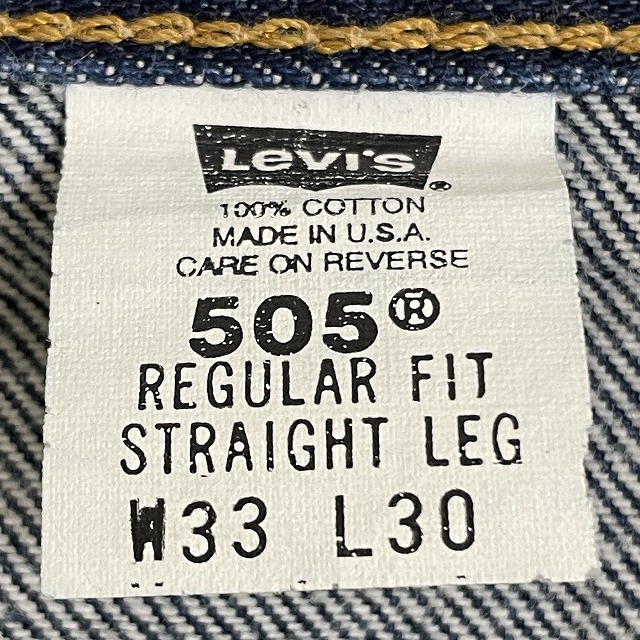 Levi's®
100% COTTON
MADE IN U.S.A.
CARE ON REVERSE
505®
REGULAR FIT
STRAIGHT LEG
W33 L30